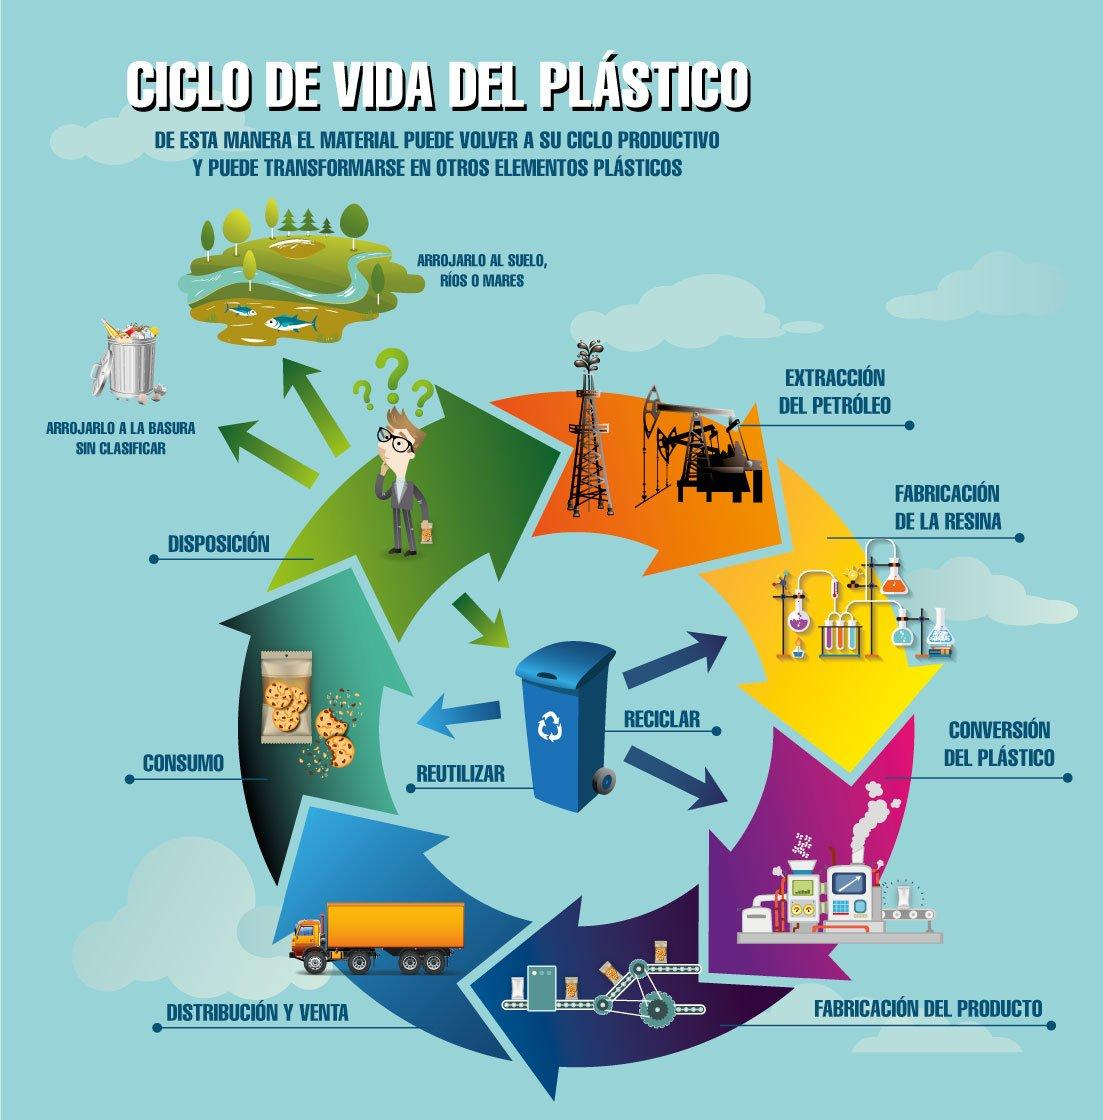 CICLO DE VIDA DEL PLÁSTICO
DE ESTA MANERA EL MATERIAL PUEDE VOLVER A SU CICLO PRODUCTIVO
Y PUEDE TRANSFORMARSE EN OTROS ELEMENTOS PLÁSTICOS
ARROJARLO AL SUELO,
RÍOS O MARES
ARROJARLO A LA BASURA
SIN CLASIFICAR
? ? ?
EXTRACCIÓN
DEL PETRÓLEO
FABRICACIÓN
DE LA RESINA
DISPOSICIÓN
RECICLAR
CONVERSIÓN
DEL PLÁSTICO
CONSUMO
REUTILIZAR
DISTRIBUCIÓN Y VENTA
FABRICACIÓN DEL PRODUCTO